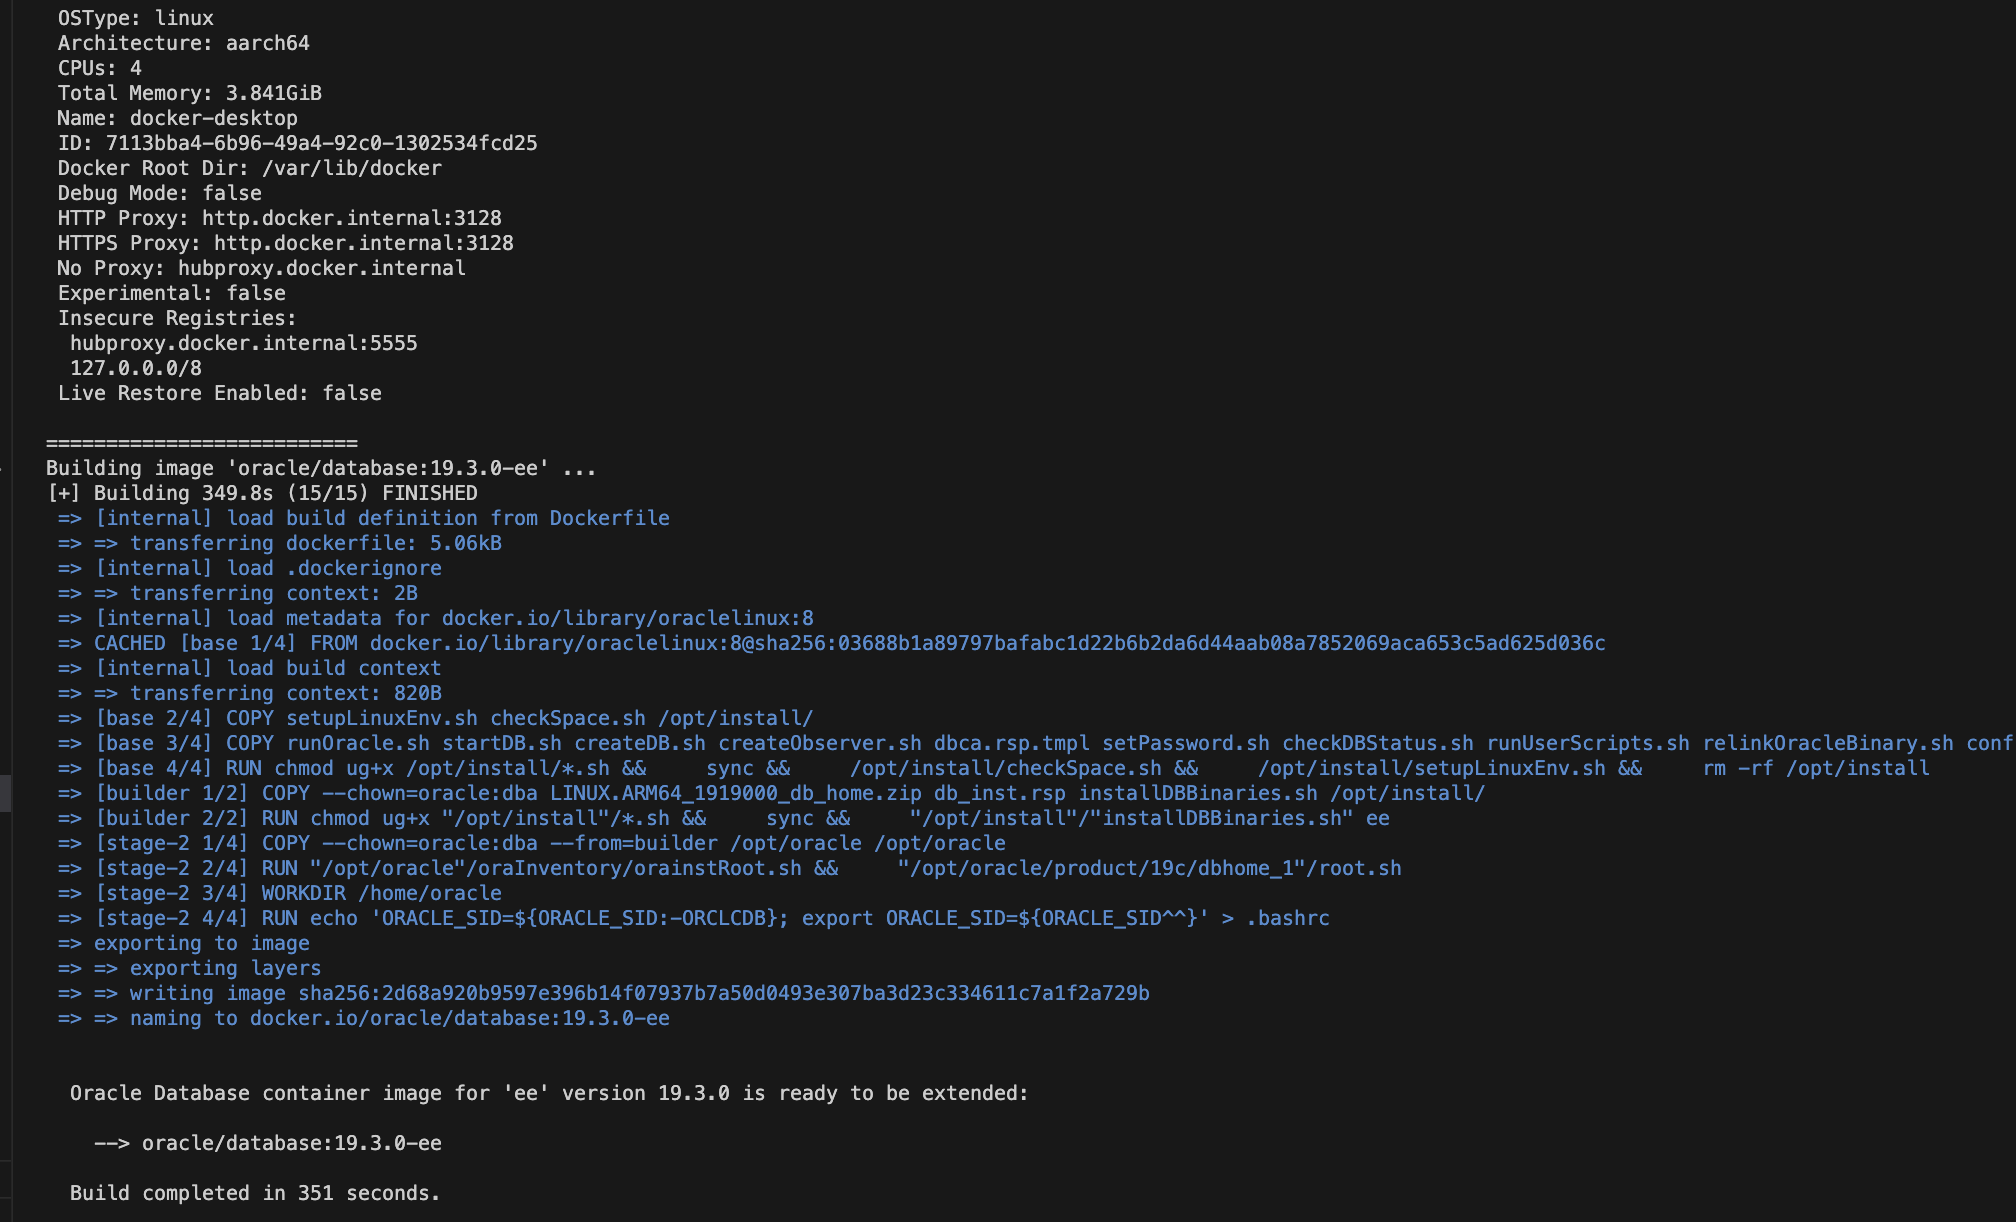 OSType: linux
Architecture: aarch64
CPUs: 4
Total Memory: 3.841GiB
Name: docker-desktop
ID: 7113bba4-6b96-49a4-92c0-1302534fcd25
Docker Root Dir: /var/lib/docker
Debug Mode: false
HTTP Proxy: http.docker.internal:3128
HTTPS Proxy: http.docker.internal:3128
No Proxy: hubproxy.docker.internal
Experimental: false
Insecure Registries:
hubproxy.docker.internal:5555
127.0.0.0/8
Live Restore Enabled: false
==========================
Building image 'oracle/database:19.3.0-ee' ...
[+] Building 349.8s (15/15) FINISHED
=> [internal] load build definition from Dockerfile
=> => transferring dockerfile: 5.06kB
=> [internal] load .dockerignore
=> => transferring context: 2B
=> [internal] load metadata for docker.io/library/oraclelinux:8
=> CACHED [base 1/4] FROM docker.io/library/oraclelinux:8@sha256:03688b1a89797bafabc1d22b6b2da6d44aab08a7852069aca653c5ad625d036c
=> [internal] load build context
=> => transferring context: 820B
=> [base 2/4] COPY setupLinuxEnv.sh checkSpace.sh /opt/install/
=> [base 3/4] COPY runOracle.sh startDB.sh createDB.sh createObserver.sh dbca.rsp.tmpl setPassword.sh checkDBStatus.sh runUserScripts.sh relinkOracleBinary.sh conf
=> [base 4/4] RUN chmod ug+x /opt/install/*.sh &&     sync &&     /opt/install/checkSpace.sh &&     /opt/install/setupLinuxEnv.sh &&     rm -rf /opt/install
=> [builder 1/2] COPY --chown=oracle:dba LINUX.ARM64_1919000_db_home.zip db_inst.rsp installDBBinaries.sh /opt/install/
=> [builder 2/2] RUN chmod ug+x "/opt/install"/*.sh &&     sync &&     "/opt/install"/"installDBBinaries.sh" ee
=> [stage-2 1/4] COPY --chown=oracle:dba --from=builder /opt/oracle /opt/oracle
=> [stage-2 2/4] RUN "/opt/oracle"/oraInventory/orainstRoot.sh &&     "/opt/oracle/product/19c/dbhome_1"/root.sh
=> [stage-2 3/4] WORKDIR /home/oracle
=> [stage-2 4/4] RUN echo 'ORACLE_SID=${ORACLE_SID:-ORCLCDB}; export ORACLE_SID=${ORACLE_SID^^}' > .bashrc
=> exporting to image
=> => exporting layers
=> => writing image sha256:2d68a920b9597e396b14f07937b7a50d0493e307ba3d23c334611c7a1f2a729b
=> => naming to docker.io/oracle/database:19.3.0-ee
Oracle Database container image for 'ee' version 19.3.0 is ready to be extended:
--> oracle/database:19.3.0-ee
Build completed in 351 seconds.